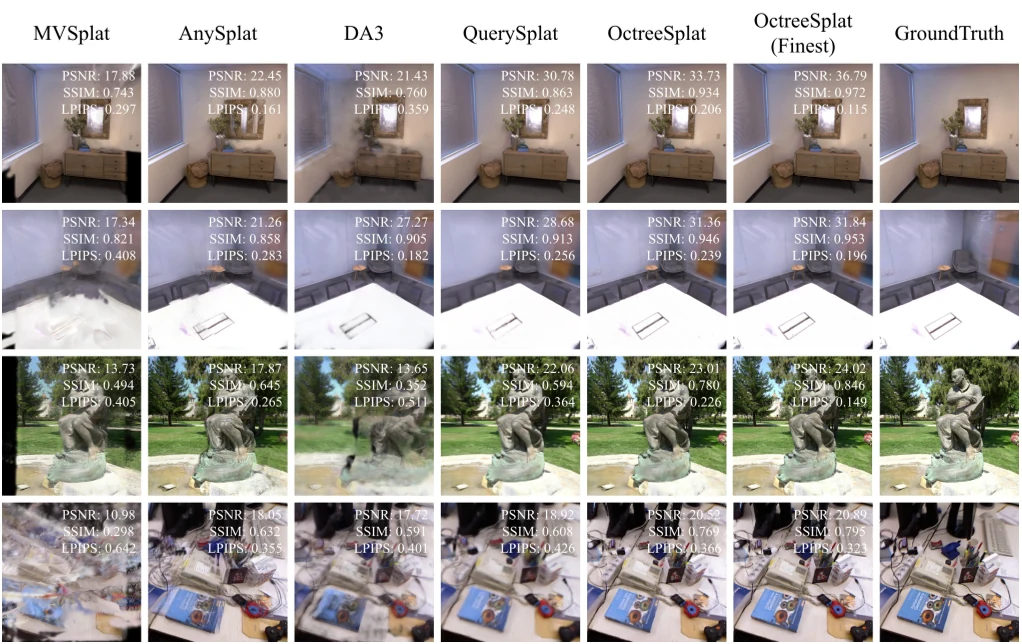 MVSplat AnySplat DA3 QuerySplat OctreeSplat OctreeSplat (Finest) GroundTruth
PSNR: 17.88 PSNR: 22.45 PSNR: 21.43 PSNR: 30.78 PSNR: 33.73 PSNR: 36.79
SSIM: 0.743 SSIM: 0.880 SSIM: 0.760 SSIM: 0.863 SSIM: 0.934 SSIM: 0.972
LPIPS: 0.297 LPIPS: 0.161 LPIPS: 0.359 LPIPS: 0.248 LPIPS: 0.206 LPIPS: 0.115
PSNR: 17.34 PSNR: 21.26 PSNR: 27.27 PSNR: 28.68 PSNR: 31.36 PSNR: 31.84
SSIM: 0.821 SSIM: 0.858 SSIM: 0.905 SSIM: 0.913 SSIM: 0.946 SSIM: 0.953
LPIPS: 0.408 LPIPS: 0.283 LPIPS: 0.182 LPIPS: 0.256 LPIPS: 0.239 LPIPS: 0.196
PSNR: 13.73 PSNR: 17.87 PSNR: 13.65 PSNR: 22.06 PSNR: 23.01 PSNR: 24.02
SSIM: 0.494 SSIM: 0.645 SSIM: 0.352 SSIM: 0.594 SSIM: 0.780 SSIM: 0.846
LPIPS: 0.405 LPIPS: 0.265 LPIPS: 0.511 LPIPS: 0.364 LPIPS: 0.226 LPIPS: 0.149
PSNR: 10.98 PSNR: 18.05 PSNR: 17.72 PSNR: 18.92 PSNR: 20.52 PSNR: 20.89
SSIM: 0.298 SSIM: 0.632 SSIM: 0.591 SSIM: 0.608 SSIM: 0.769 SSIM: 0.795
LPIPS: 0.642 LPIPS: 0.355 LPIPS: 0.401 LPIPS: 0.426 LPIPS: 0.366 LPIPS: 0.323